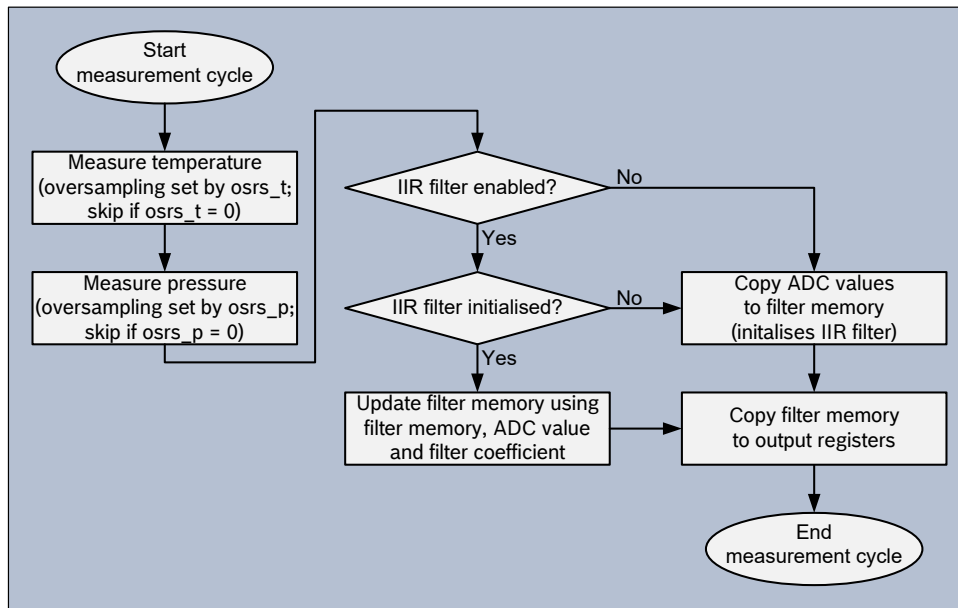 Start
measurement cycle
Measure temperature
(oversampling set by osrs_t;
skip if osrs_t = 0)
Measure pressure
(oversampling set by osrs_p;
skip if osrs_p = 0)
IIR filter enabled?
No
Yes
IIR filter initialised?
No
Yes
Copy ADC values
to filter memory
(initalises IIR filter)
Update filter memory using
filter memory, ADC value
and filter coefficient
Copy filter memory
to output registers
End
measurement cycle